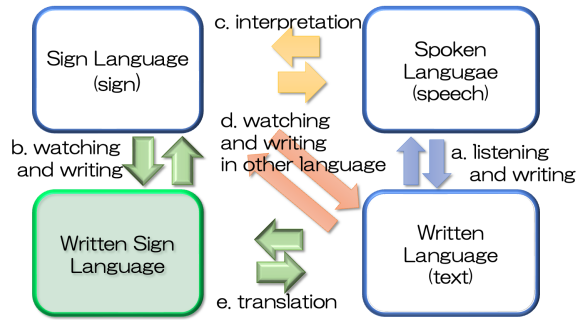 c. interpretation
Sign Language
(sign)
Spoken
Langugae
(speech)
d. watching
and writing
in other language
b. watching
and writing
a. listening
and writing
Written Sign
Language
Written
Language
(text)
e. translation